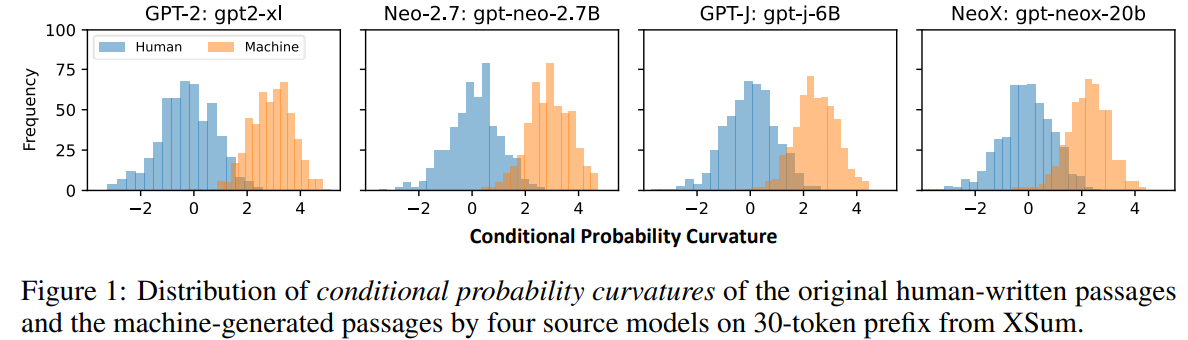 GPT-2: gpt2-xl
Neo-2.7: gpt-neo-2.7B
GPT-J: gpt-j-6B
NeoX: gpt-neox-20b
Frequency
100
75
50
25
0
Human Machine
−2 0 2 4
−2 0 2 4
−2 0 2 4
−2 0 2 4
Conditional Probability Curvature
Figure 1: Distribution of conditional probability curvatures of the original human-written passages
and the machine-generated passages by four source models on 30-token prefix from XSum.